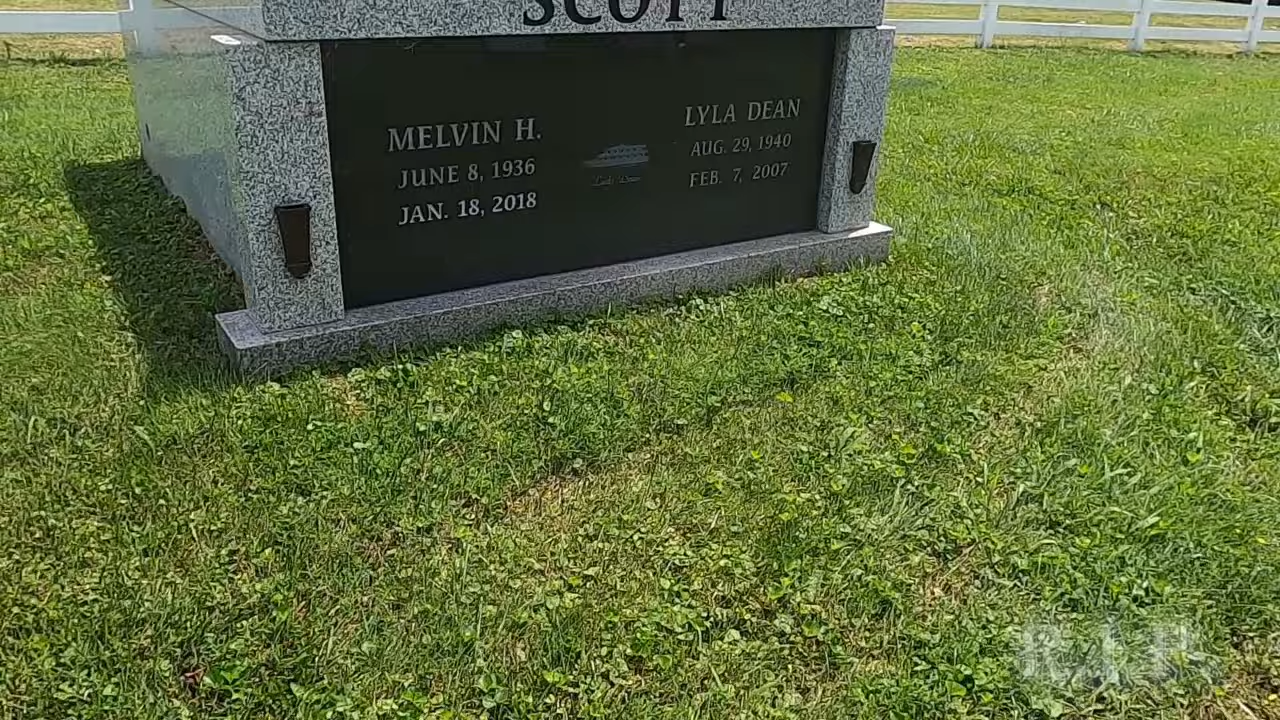 SCOTT
MELVIN H.
JUNE 8, 1936
JAN. 18, 2018
LYLA DEAN
AUG. 29, 1940
FEB. 7, 2007
R.I.P.